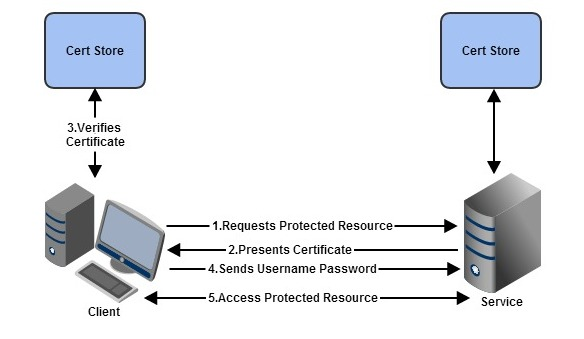 Cert Store
Cert Store
3.Verifies
Certificate
1.Requests Protected Resource
2.Presents Certificate
4.Sends Username Password
5.Access Protected Resource
Client
Service